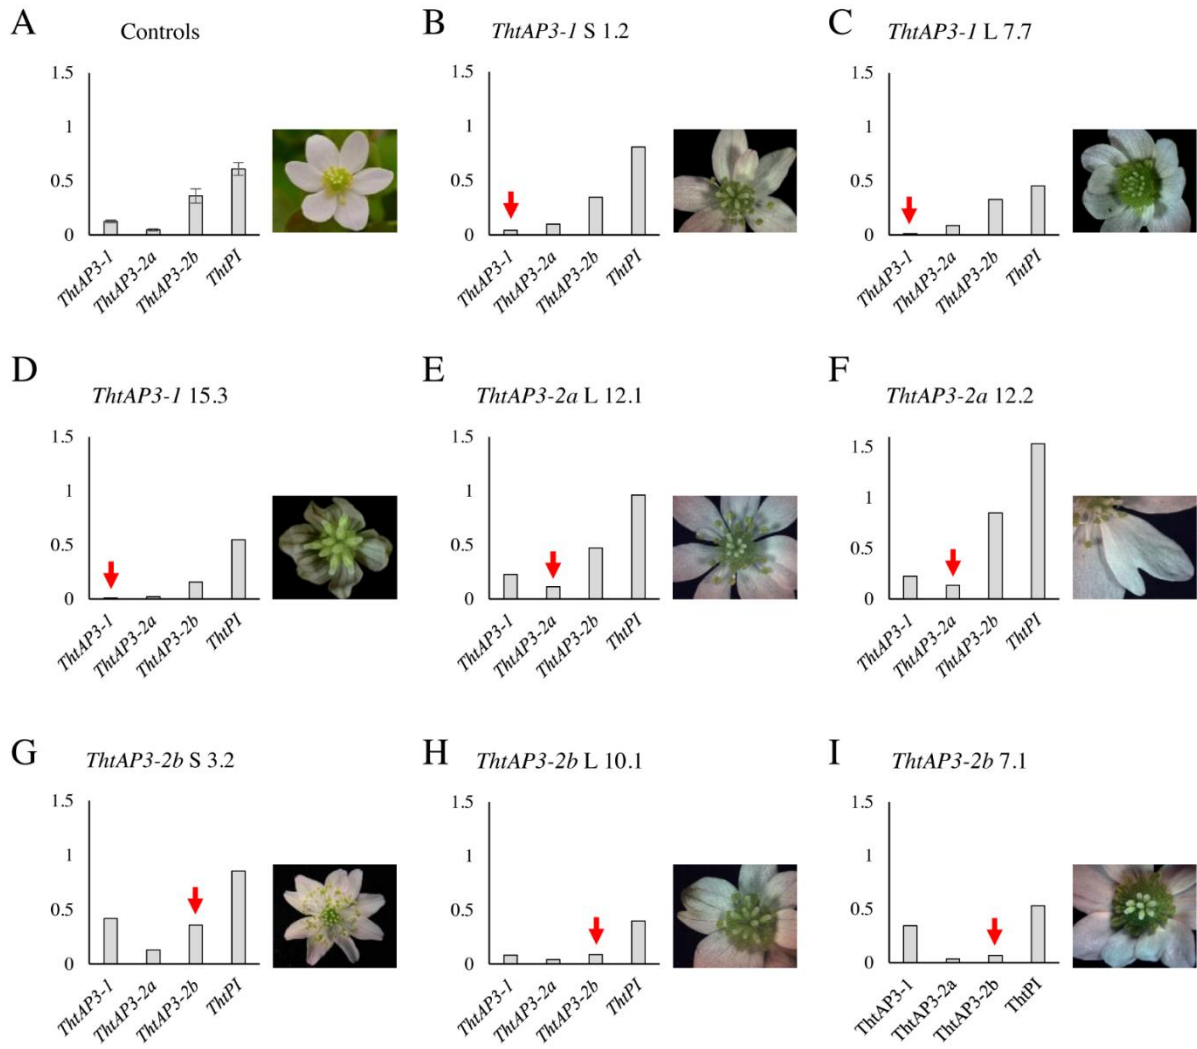 A
Controls
1.5
1
0.5
0
ThtAP3-1
ThtAP3-2a
ThtAP3-2b
ThtPI
B
ThtAP3-1 S 1.2
1.5
1
0.5
0
ThtAP3-1
ThtAP3-2a
ThtAP3-2b
ThtPI
C
ThtAP3-1 L 7.7
1.5
1
0.5
0
ThtAP3-1
ThtAP3-2a
ThtAP3-2b
ThtPI
D
ThtAP3-1 15.3
1.5
1
0.5
0
ThtAP3-1
ThtAP3-2a
ThtAP3-2b
ThtPI
E
ThtAP3-2a L 12.1
1.5
1
0.5
0
ThtAP3-1
ThtAP3-2a
ThtAP3-2b
ThtPI
F
ThtAP3-2a 12.2
1.5
1
0.5
0
ThtAP3-1
ThtAP3-2a
ThtAP3-2b
ThtPI
G
ThtAP3-2b S 3.2
1.5
1
0.5
0
ThtAP3-1
ThtAP3-2a
ThtAP3-2b
ThtPI
H
ThtAP3-2b L 10.1
1.5
1
0.5
0
ThtAP3-1
ThtAP3-2a
ThtAP3-2b
ThtPI
I
ThtAP3-2b 7.1
1.5
1
0.5
0
ThtAP3-1
ThtAP3-2a
ThtAP3-2b
ThtPI